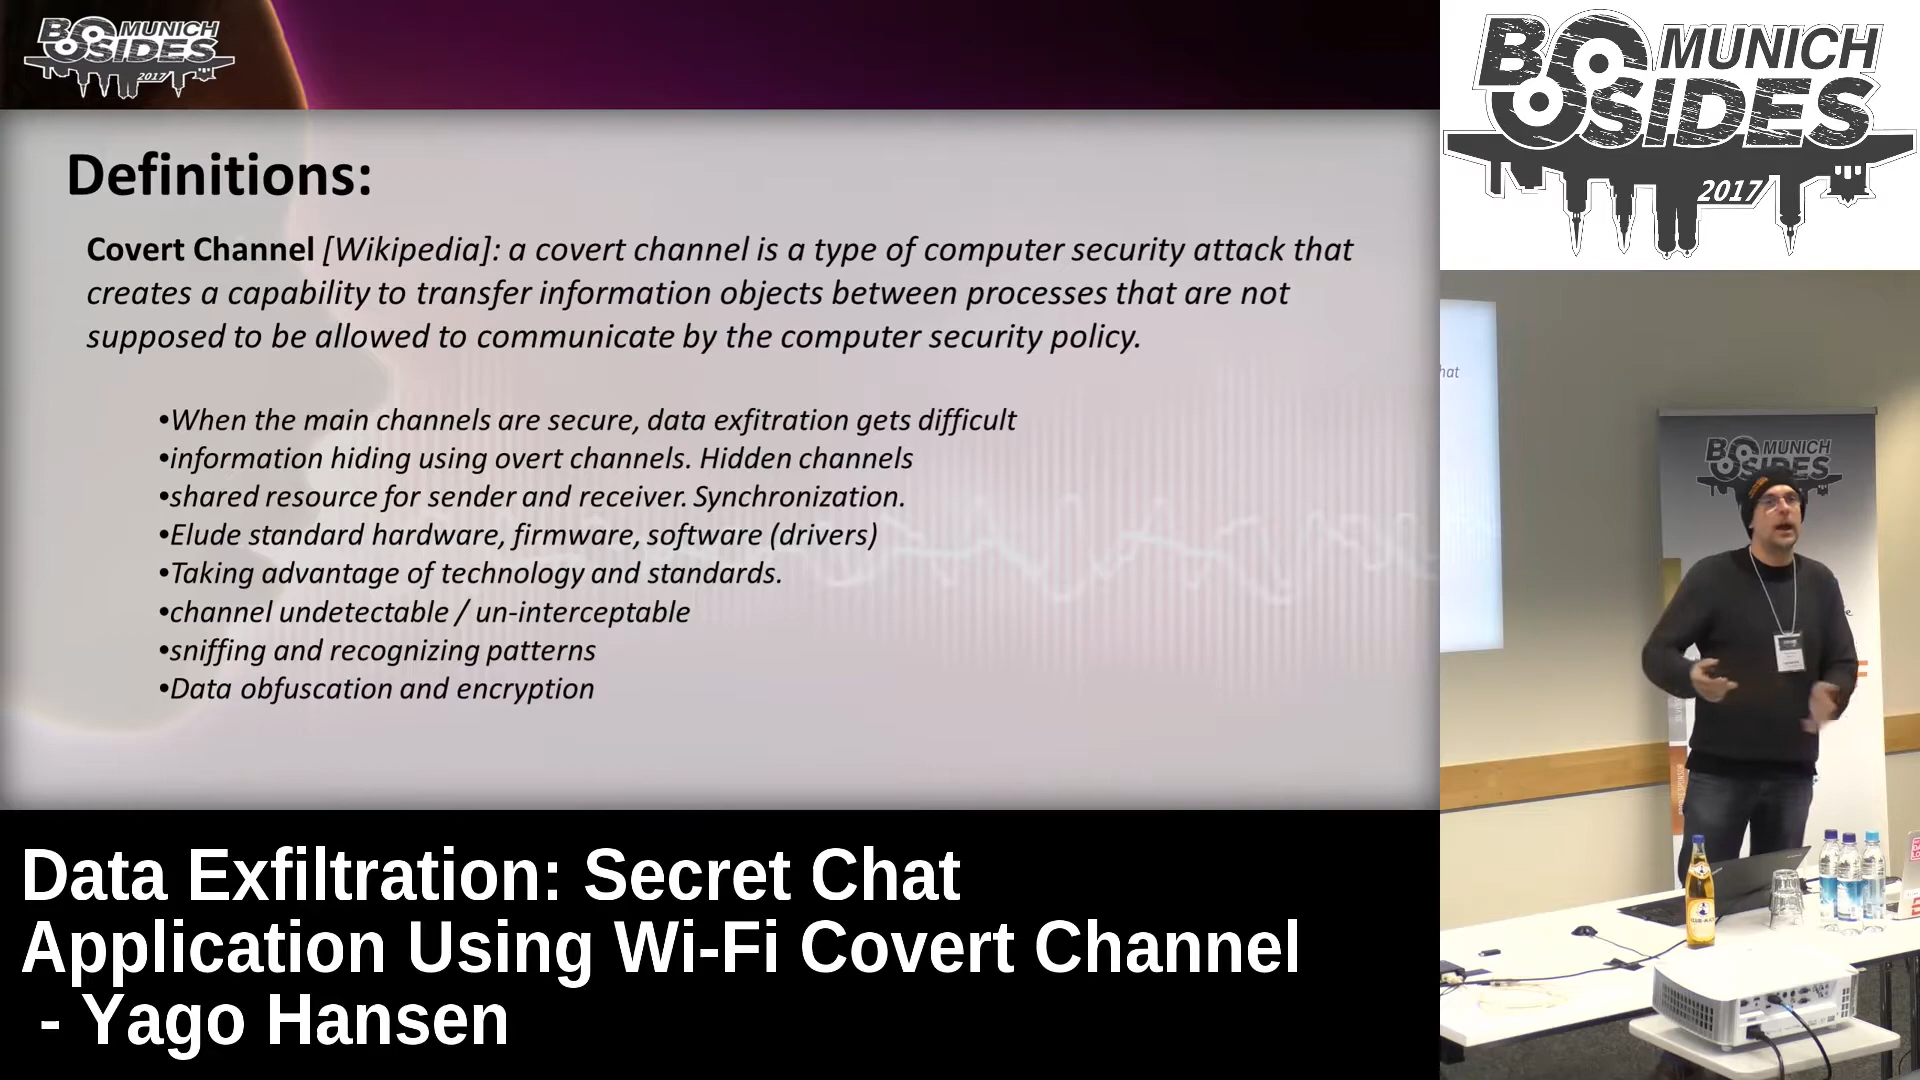 BSIDES MUNICH
2017
Definitions:
Covert Channel [Wikipedia]: a covert channel is a type of computer security attack that
creates a capability to transfer information objects between processes that are not
supposed to be allowed to communicate by the computer security policy.
•When the main channels are secure, data exfitration gets difficult
•information hiding using overt channels. Hidden channels
•shared resource for sender and receiver. Synchronization.
•Elude standard hardware, firmware, software (drivers)
•Taking advantage of technology and standards.
•channel undetectable / un-interceptable
•sniffing and recognizing patterns
•Data obfuscation and encryption
Data Exfiltration: Secret Chat
Application Using Wi-Fi Covert Channel
- Yago Hansen
BSIDES MUNICH
2017
hat
BSIDES MUNICH